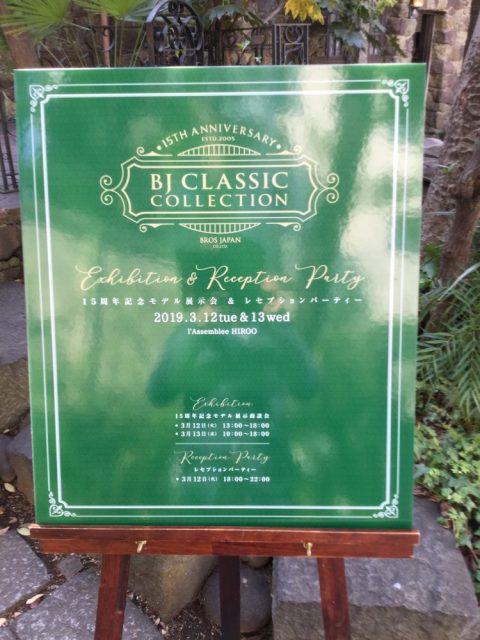 15TH ANNIVERSARY
ESTD.2005
BJ CLASSIC
COLLECTION
BROS JAPAN
CO.,LTD.
Exhibition & Reception Party
15周年記念モデル展示会 & レセプションパーティー
2019.3.12tue & 13wed
l'Assemblee HIROO
Exhibition
15周年記念モデル展示商談会
• 3月12日(火) 13:00〜18:00
• 3月13日(水) 10:00〜18:00
Reception Party
レセプションパーティー
• 3月12日(火) 18:00〜22:00